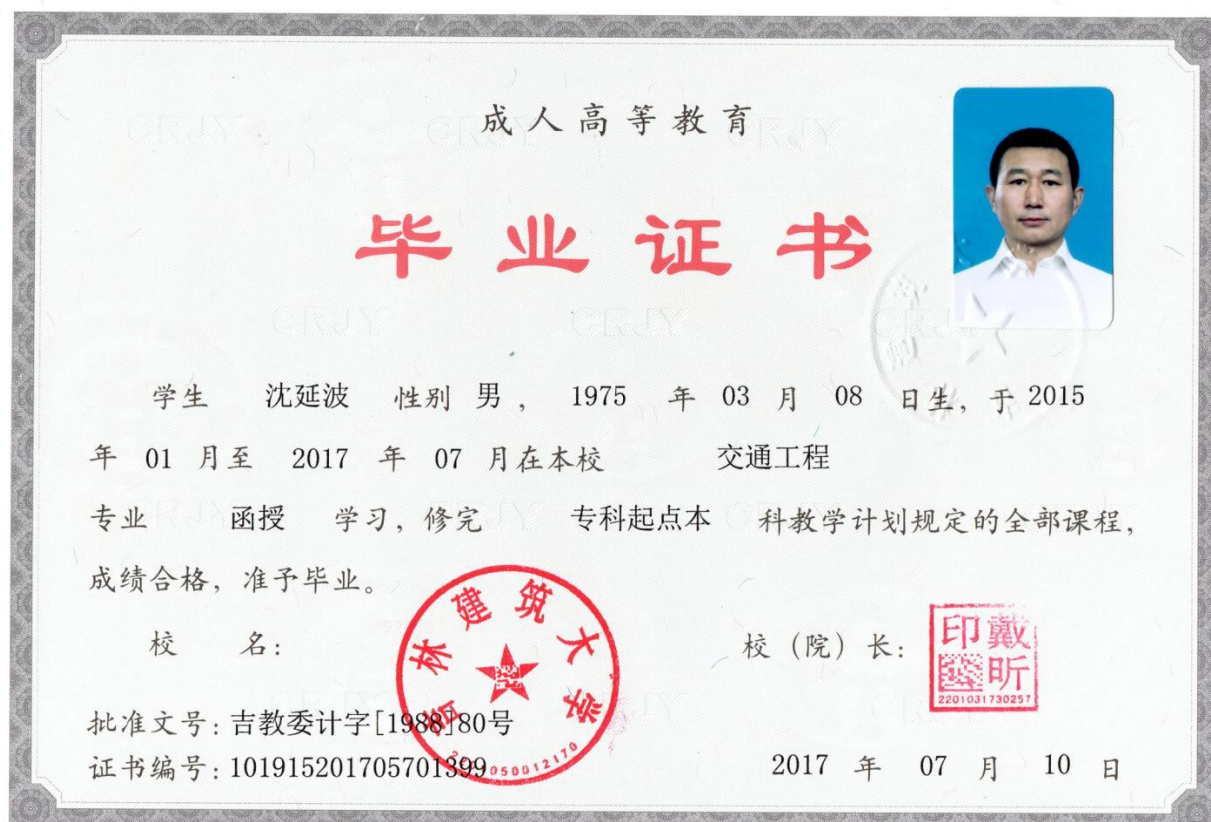 成人高等教育
毕业证书
学生 沈延波 性别 男， 1975 年 03 月 08 日生，于 2015
年 01 月至 2017 年 07 月在本校 交通工程
专业 函授 学习，修完 专科起点本 科教学计划规定的全部课程，
成绩合格，准予毕业。
校 名： 吉林建筑大学
校（院）长： 戴昕印
2201031730257
批准文号：吉教委计字[1988]80号
证书编号：101915201705701399
2017 年 07 月 10 日
CRJY